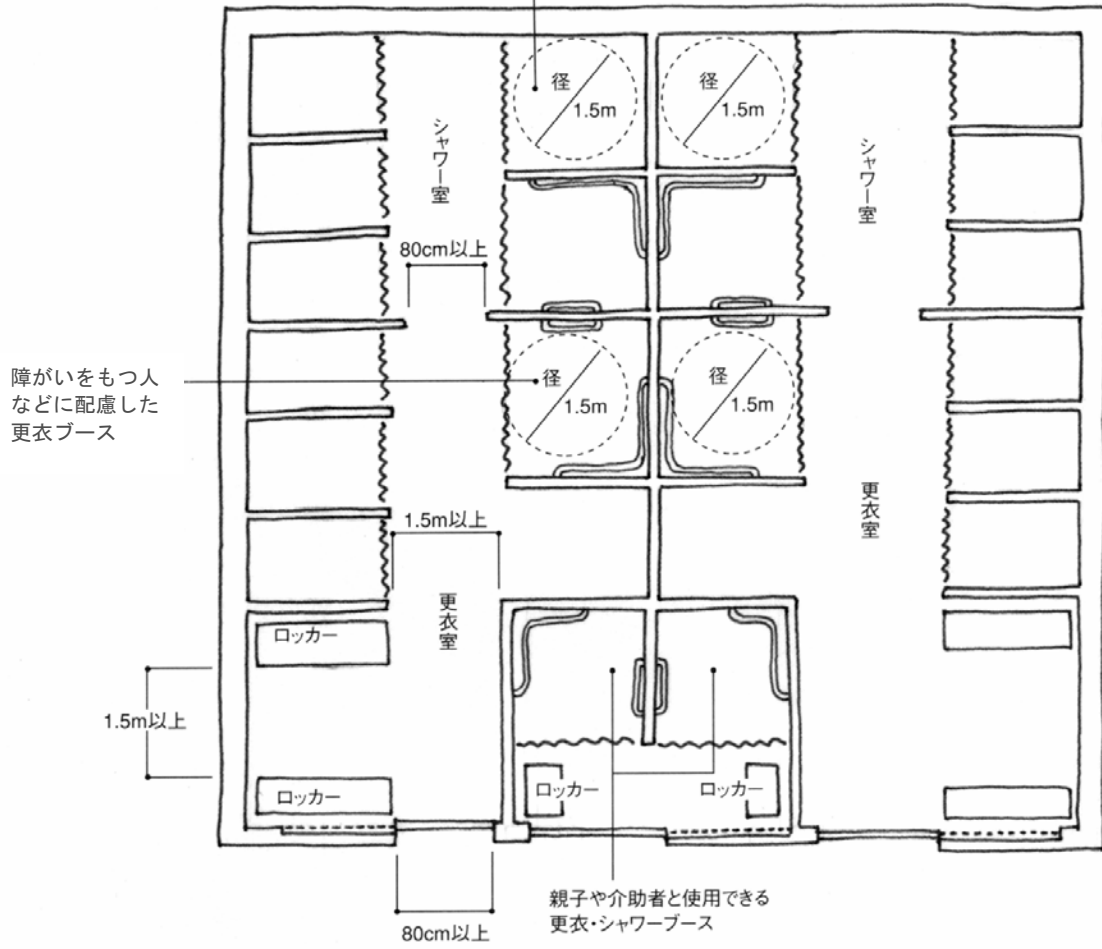 径
1.5m
径
1.5m
シャワー室
シャワー室
80cm以上
障がいをもつ人
などに配慮した
更衣ブース
径
1.5m
径
1.5m
更衣室
1.5m以上
更衣室
ロッカー
1.5m以上
ロッカー
ロッカー
ロッカー
親子や介助者と使用できる
更衣・シャワーブース
80cm以上